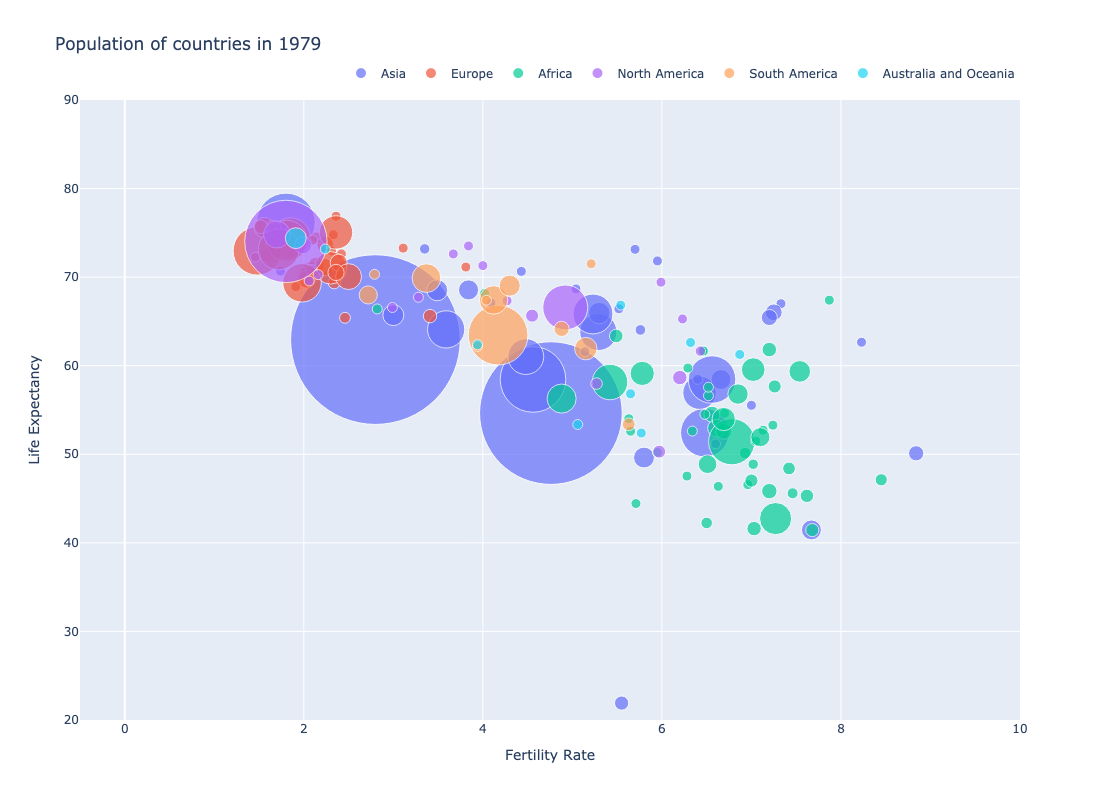 Population of countries in 1979
Asia Europe Africa North America South America Australia and Oceania
90
80
70
60
50
40
30
20
Life Expectancy
0 2 4 6 8 10
Fertility Rate